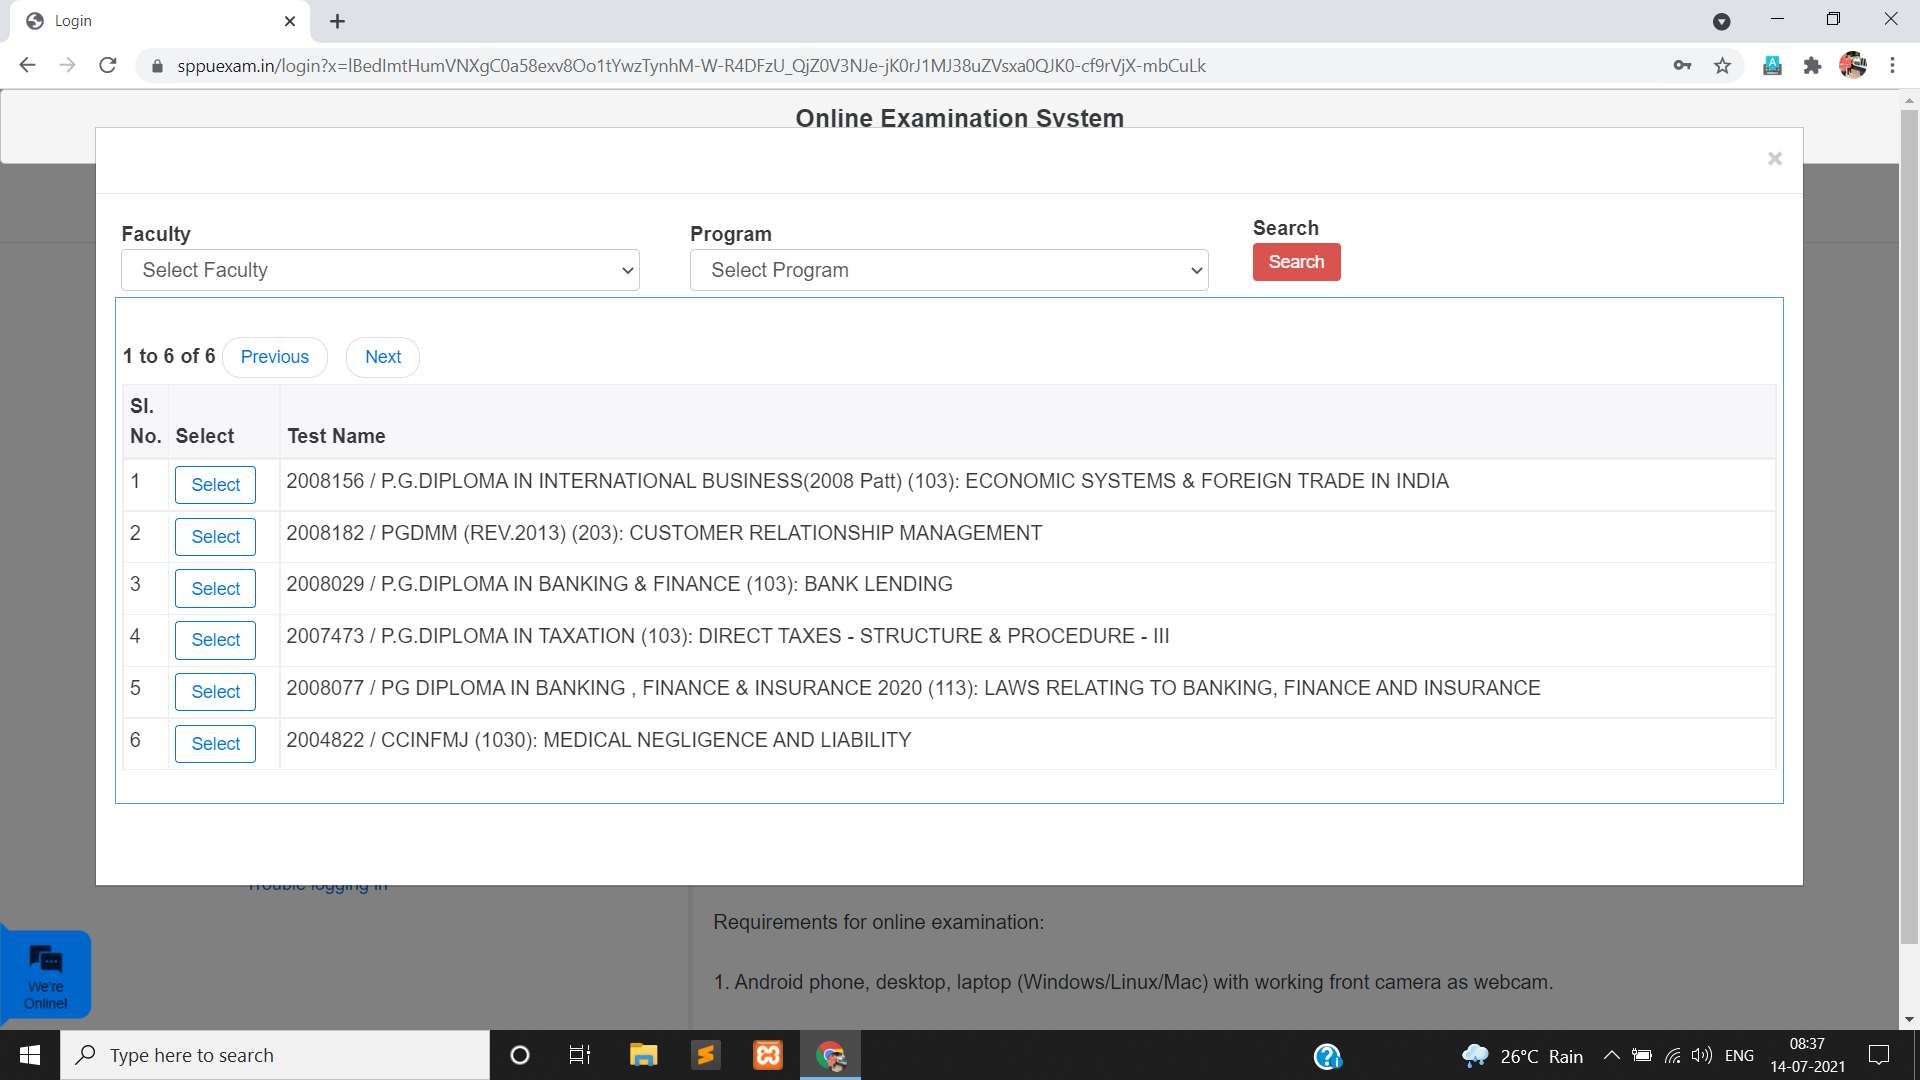 Login
sppuexam.in/login?x=lBedImtHumVNXgC0a58exv8Oo1tYwzTynhM-W-R4DFzU_QjZ0V3NJe-jK0rJ1MJ38uZVsxa0QJK0-cf9rVjX-mbCuLk
Online Examination System
×
Faculty
Program
Search
Select Faculty
Select Program
Search
1 to 6 of 6 Previous Next
Sl. No. Select Test Name
1 Select 2008156 / P.G.DIPLOMA IN INTERNATIONAL BUSINESS(2008 Patt) (103): ECONOMIC SYSTEMS & FOREIGN TRADE IN INDIA
2 Select 2008182 / PGDMM (REV.2013) (203): CUSTOMER RELATIONSHIP MANAGEMENT
3 Select 2008029 / P.G.DIPLOMA IN BANKING & FINANCE (103): BANK LENDING
4 Select 2007473 / P.G.DIPLOMA IN TAXATION (103): DIRECT TAXES - STRUCTURE & PROCEDURE - III
5 Select 2008077 / PG DIPLOMA IN BANKING , FINANCE & INSURANCE 2020 (113): LAWS RELATING TO BANKING, FINANCE AND INSURANCE
6 Select 2004822 / CCINFMJ (1030): MEDICAL NEGLIGENCE AND LIABILITY
Trouble logging in
Requirements for online examination:
1. Android phone, desktop, laptop (Windows/Linux/Mac) with working front camera as webcam.
We're
Online!
Type here to search
26°C Rain
ENG
08:37
14-07-2021